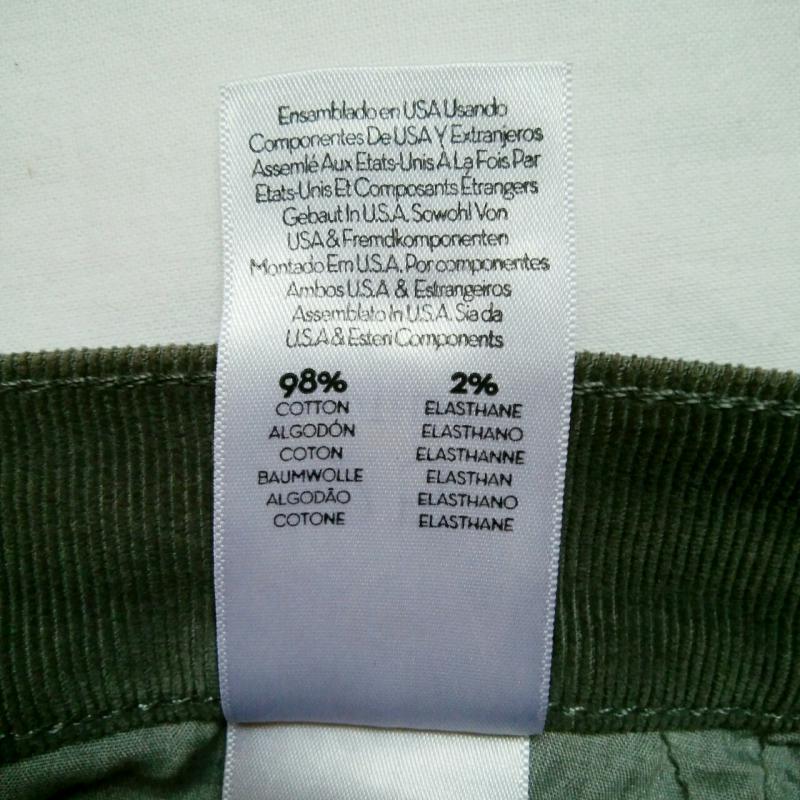 Ensamblado en USA Usando
Componentes De USA Y Extranjeros
Assemlé Aux Etats-Unis A La Fois Par
Etats-Unis Et Composants Étrangers
Gebaut In U.S.A. Sowohl Von
USA & Fremdkomponenten
Montado Em U.S.A. Por componentes
Ambos U.S.A & Estrangeiros
Assemblato In U.S.A. Sia da
U.S.A & Esteri Components
98% 2%
COTTON ELASTHANE
ALGODÓN ELASTHANO
COTON ELASTHANNE
BAUMWOLLE ELASTHAN
ALGODÃO ELASTHANO
COTONE ELASTHANE